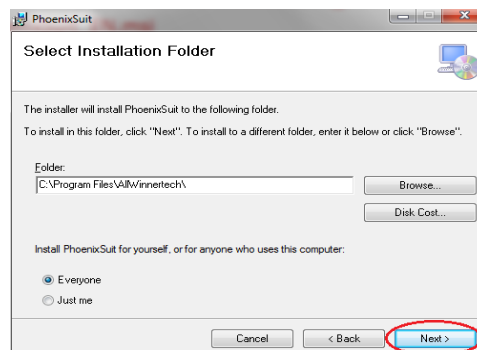 PhoenixSuit
Select Installation Folder
The installer will install PhoenixSuit to the following folder.
To install in this folder, click "Next". To install to a different folder, enter it below or click "Browse".
Folder:
C:\Program Files\AllWinnertech\
Browse...
Disk Cost...
Install PhoenixSuit for yourself, or for anyone who uses this computer:
Everyone
Just me
Cancel
< Back
Next >